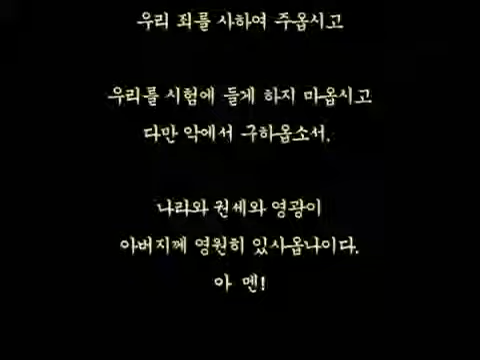 우리 죄를 사하여 주옵시고
우리를 시험에 들게 하지 마옵시고
다만 악에서 구하옵소서.
나라와 권세와 영광이
아버지께 영원히 있사옵나이다.
아 멘!